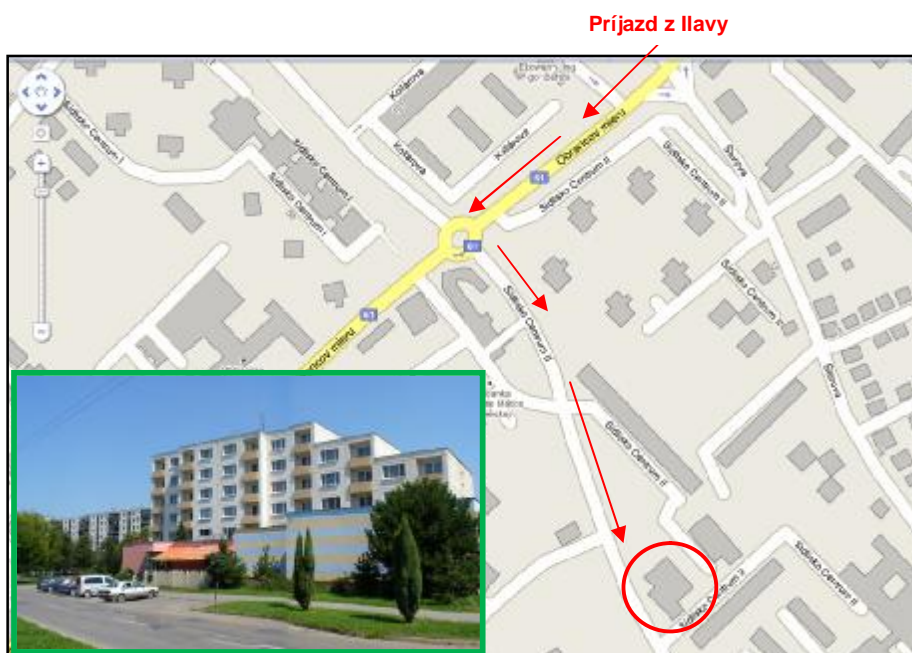 Príjazd z Ilavy
Kollárova
Kollárova
Kollárova
Obrancov mieru
61
Sídlisko Centrum I
Sídlisko Centrum I
Sídlisko Centrum I
Sídlisko Centrum II
Sídlisko Centrum II
Štúrova
61
61
Sídlisko Centrum II
Sídlisko Centrum II
Štúrova
ncov mieru
Sídlisko Centrum II
Sídlisko Centrum II
Sídlisko Centrum II